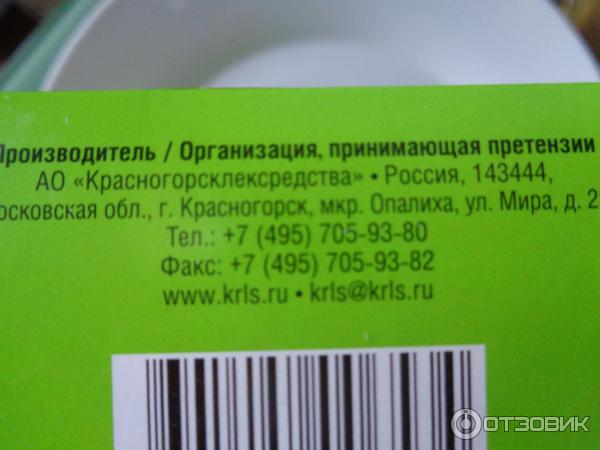 Производитель / Организация, принимающая претензии
АО «Красногорсклексредства» • Россия, 143444,
осковская обл., г. Красногорск, мкр. Опалиха, ул. Мира, д. 2
Тел.: +7 (495) 705-93-80
Факс: +7 (495) 705-93-82
www.krls.ru • krls@krls.ru
ОТЗОВИК